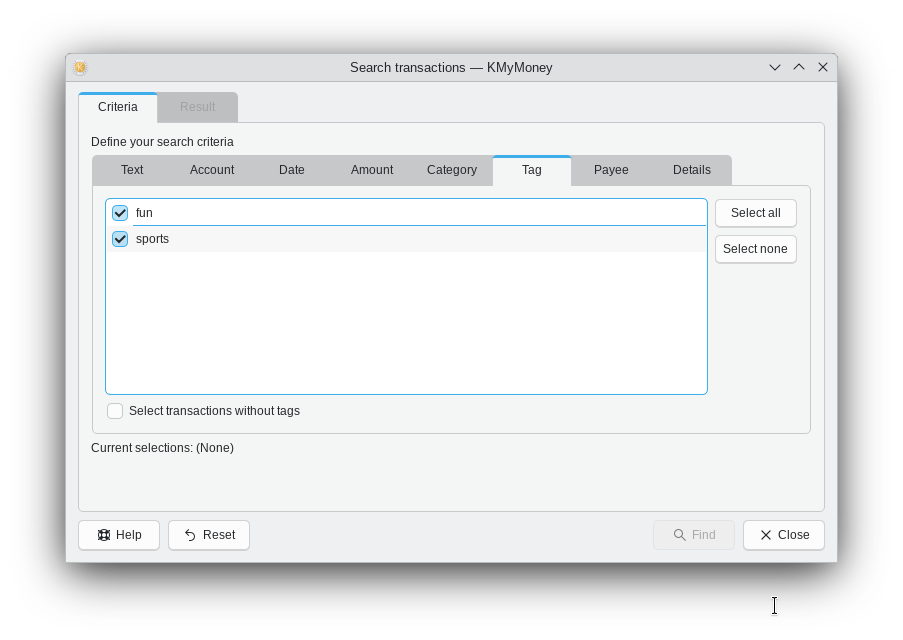 Search transactions — KMyMoney
Criteria
Result
Define your search criteria
Text
Account
Date
Amount
Category
Tag
Payee
Details
fun
sports
Select all
Select none
Select transactions without tags
Current selections: (None)
Help
Reset
Find
Close